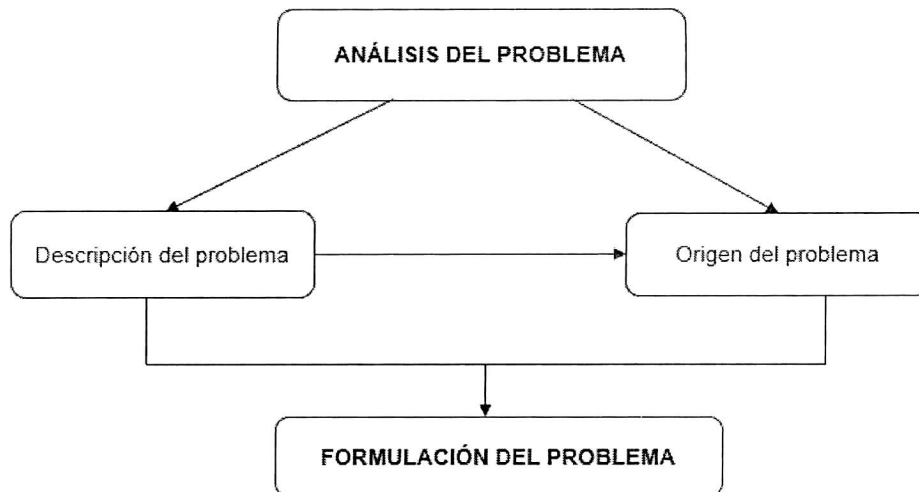 ANÁLISIS DEL PROBLEMA
Descripción del problema
Origen del problema
FORMULACIÓN DEL PROBLEMA